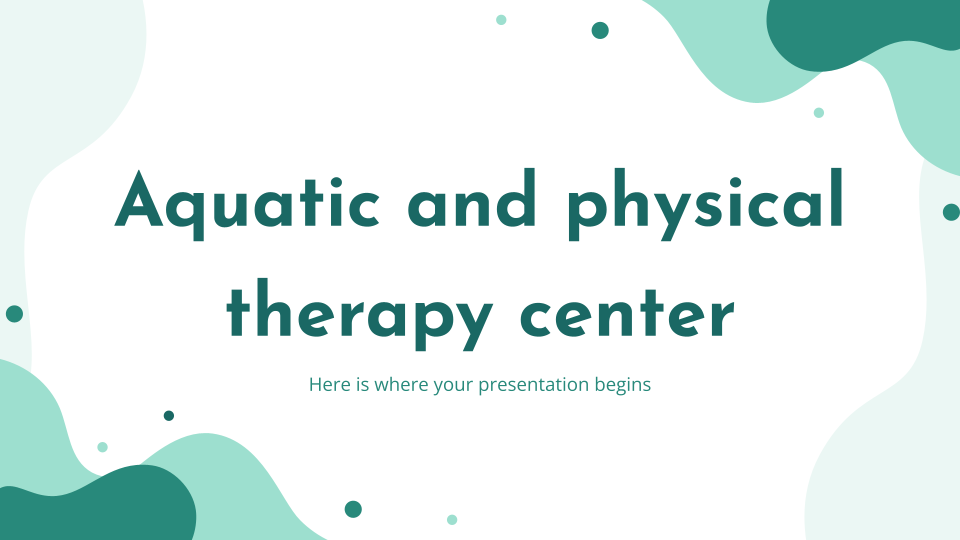 Aquatic and physical
therapy center
Here is where your presentation begins